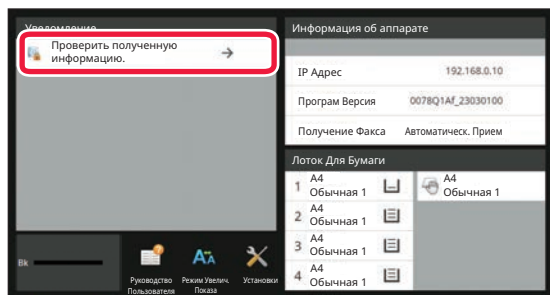 Уведомление
Проверить полученную
информацию.
Информация об аппарате
IP Адрес 192.168.0.10
Програм Версия 0078Q1Af_23030100
Получение Факса Автоматическ. Прием
Лоток Для Бумаги
1 A4
Обычная 1
A4
Обычная 1
2 A4
Обычная 1
3 A4
Обычная 1
4 A4
Обычная 1
Bk
Руководство
Пользователя
Режим Увелич.
Показа
Установки